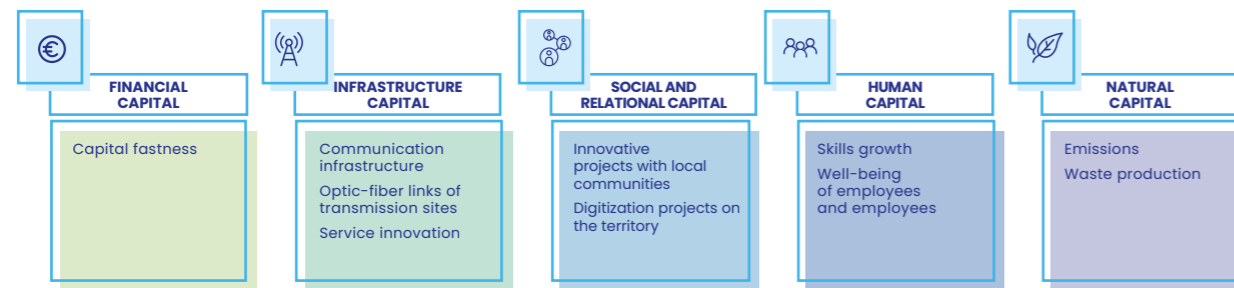 FINANCIAL
CAPITAL
Capital fastness
INFRASTRUCTURE
CAPITAL
Communication
infrastructure
Optic-fiber links of
transmission sites
Service innovation
SOCIAL AND
RELATIONAL CAPITAL
Innovative
projects with local
communities
Digitization projects on
the territory
HUMAN
CAPITAL
Skills growth
Well-being
of employees
and employees
NATURAL
CAPITAL
Emissions
Waste production